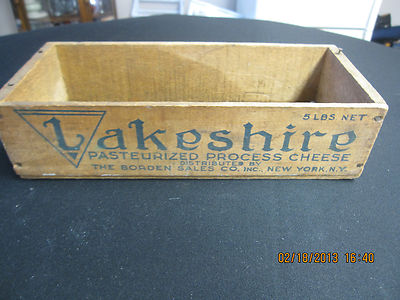 5 LBS NET
Lakeshire
PASTEURIZED PROCESS CHEESE
DISTRIBUTED BY
THE BORDEN SALES CO., INC., NEW YORK, N.Y.
02/18/2013 16:40